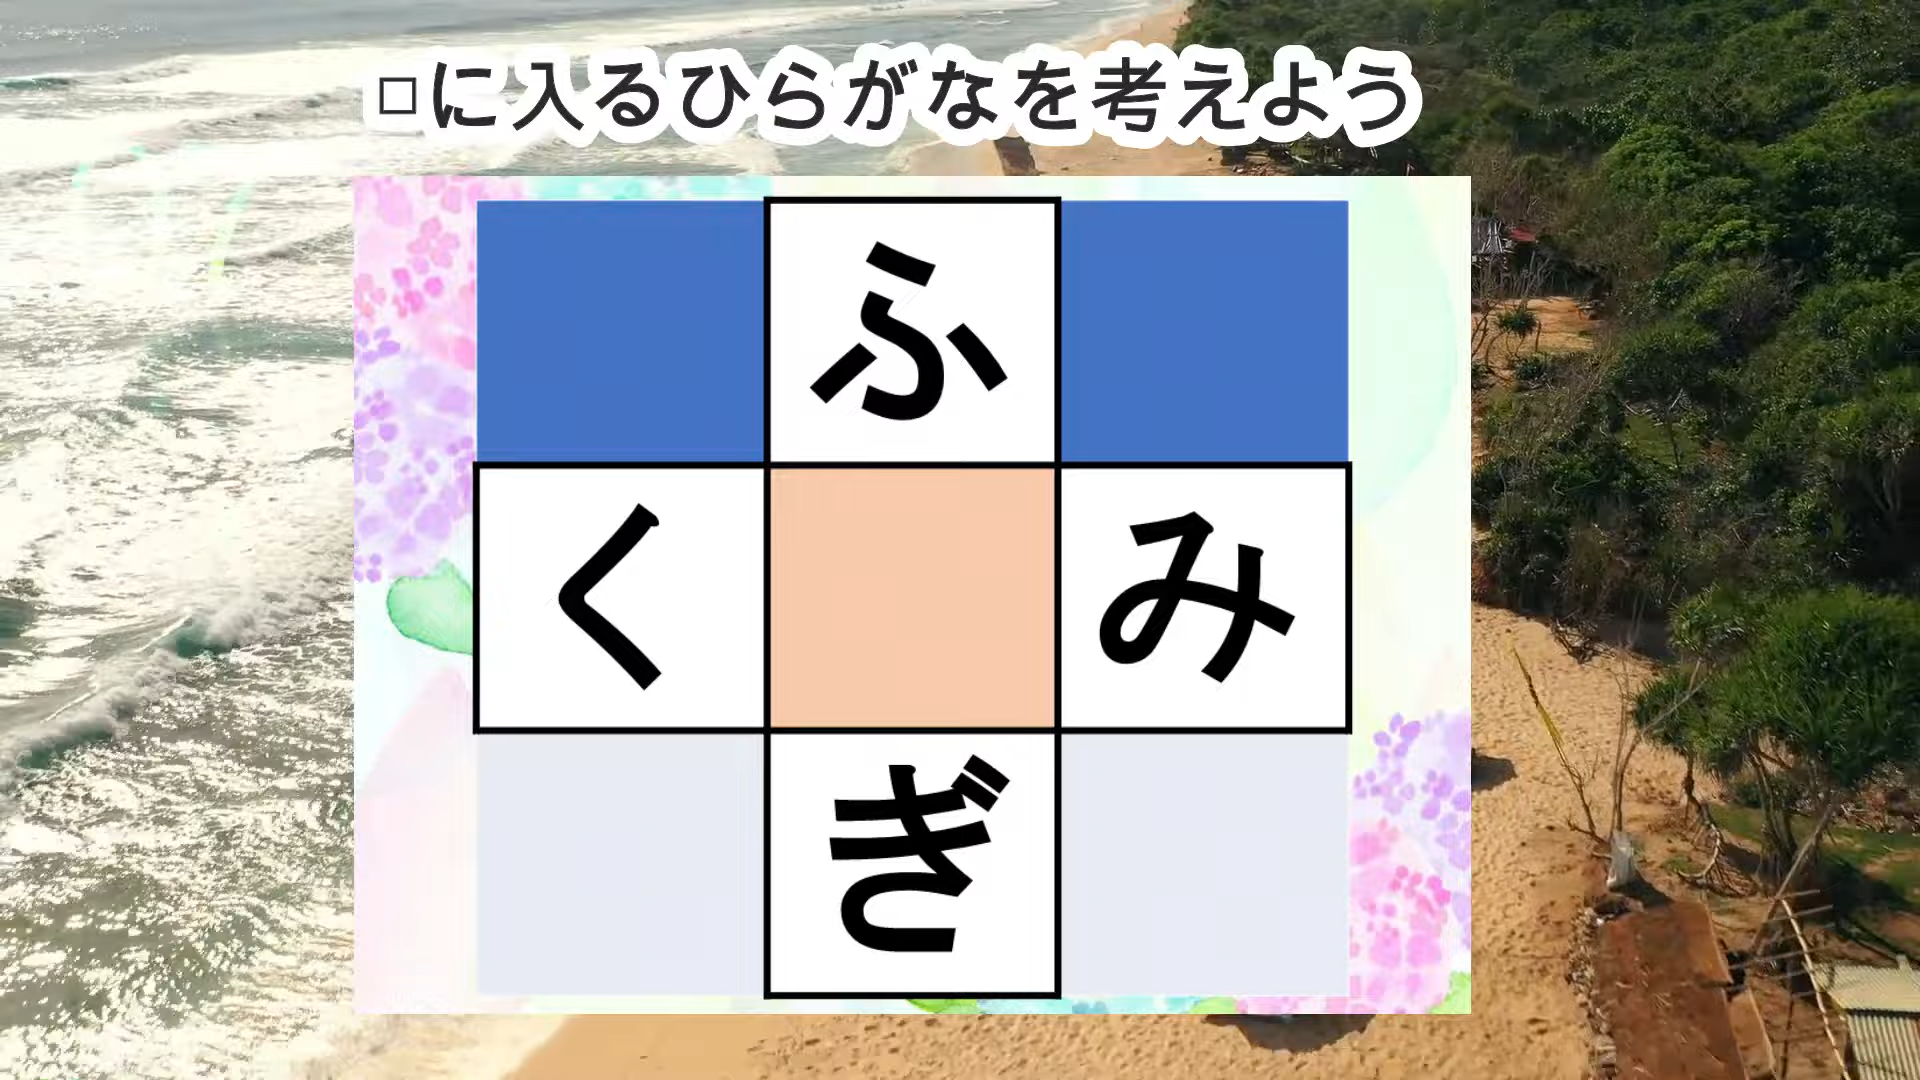 □に入るひらがなを考えよう
ふ
く み
ぎ